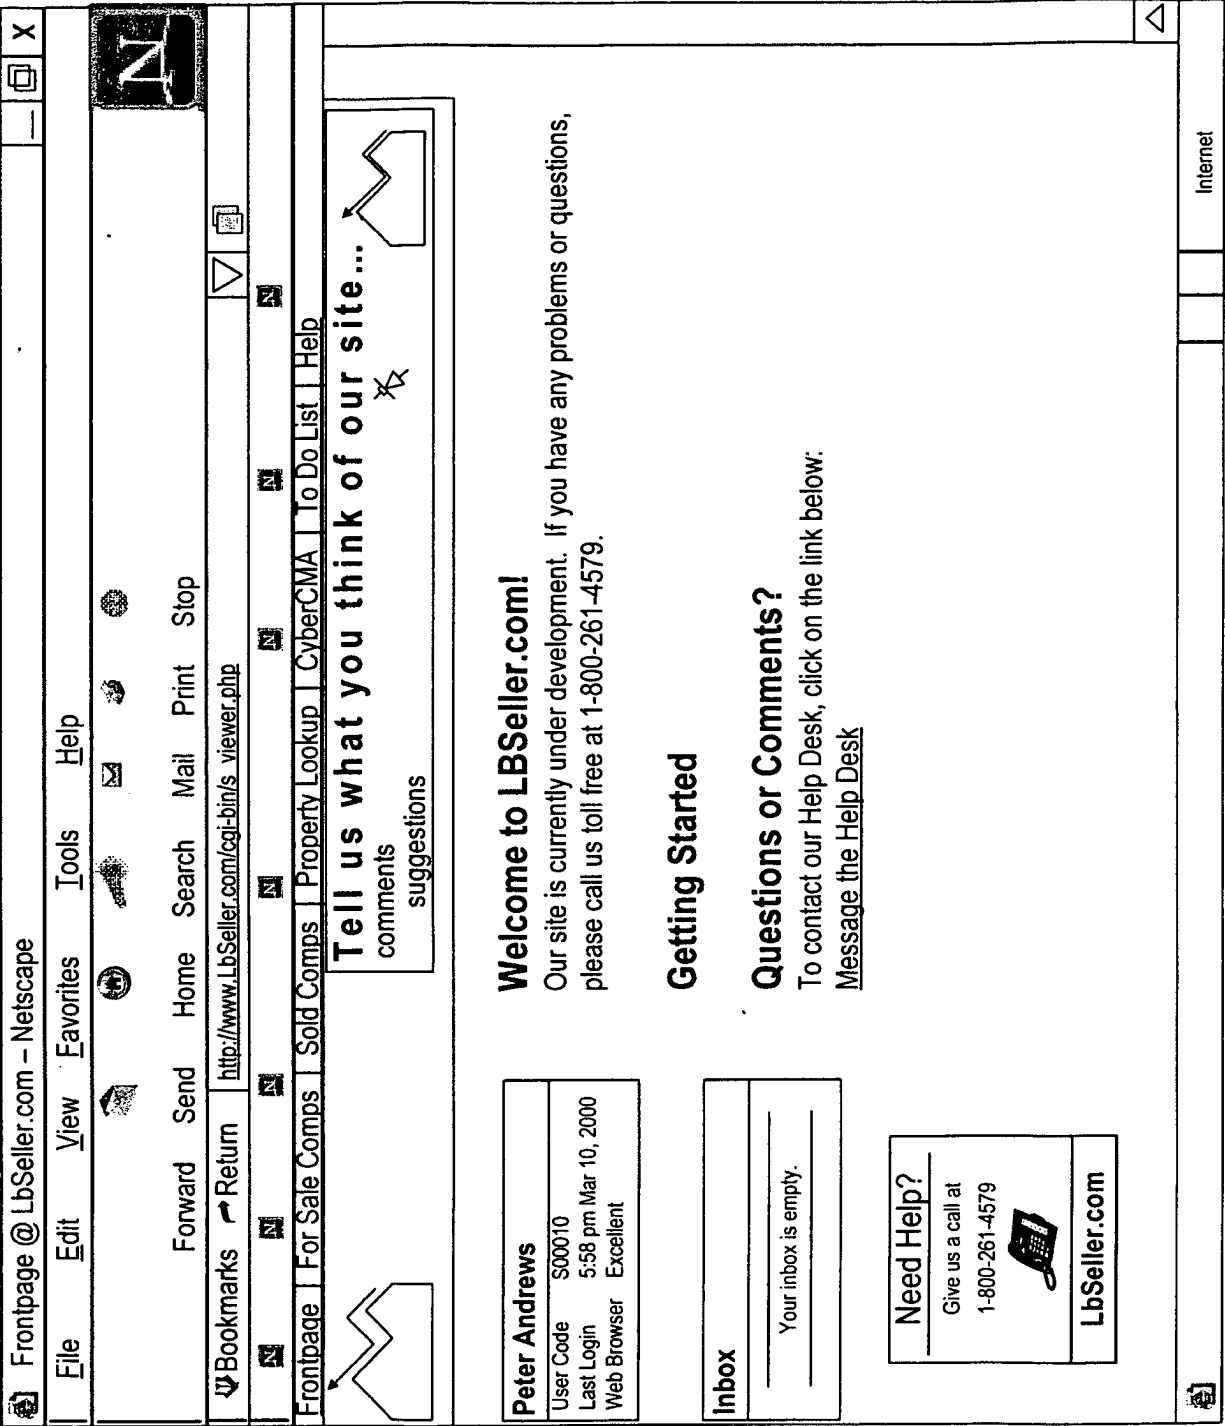 Frontpage @ LbSeller.com – Netscape
_ X
File Edit View Favorites Tools Help
N
Forward Send Home Search Mail Print Stop
Bookmarks Return http://www.LbSeller.com/cgi-bin/s_viewer.php
N N N N N N N
Frontpage | For Sale Comps | Sold Comps | Property Lookup | CyberCMA | To Do List | Help
Tell us what you think of our site...
comments
suggestions
Peter Andrews
User Code S00010
Last Login 5:58 pm Mar 10, 2000
Web Browser Excellent
Inbox
Your inbox is empty.
Need Help?
Give us a call at
1-800-261-4579
LbSeller.com
Welcome to LBSeller.com!
Our site is currently under development. If you have any problems or questions,
please call us toll free at 1-800-261-4579.
Getting Started
Questions or Comments?
To contact our Help Desk, click on the link below:
Message the Help Desk
Internet